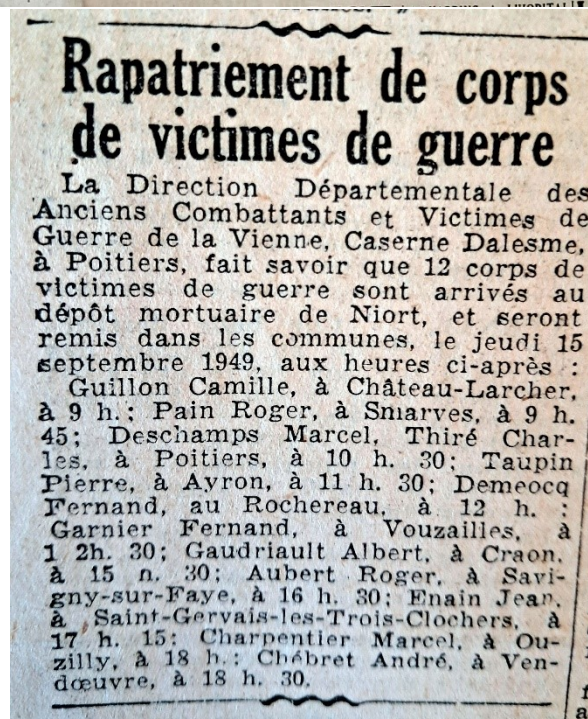 Rapatriement de corps
de victimes de guerre
La Direction Départementale des
Anciens Combattants et Victimes de
Guerre de la Vienne, Caserne Dalesme,
à Poitiers, fait savoir que 12 corps de
victimes de guerre sont arrivés au
dépôt mortuaire de Niort, et seront
remis dans les communes, le jeudi 15
septembre 1949, aux heures ci-après :
Guillon Camille, à Château-Larcher,
à 9 h.; Pain Roger, à Smarves, à 9 h.
45; Deschamps Marcel, Thiré Char-
les, à Poitiers, à 10 h. 30; Taupin
Pierre, à Ayron, à 11 h. 30; Demeocq
Fernand, au Rochereau, à 12 h. :
Garnier Fernand, à Vouzailles, à
1 2h. 30; Gaudriault Albert, à Craon,
à 15 n. 30; Aubert Roger, à Savi-
gny-sur-Faye, à 16 h. 30; Enain Jean,
à Saint-Gervais-les-Trois-Clochers, à
17 h. 15; Charpentier Marcel, à Ou-
zilly, à 18 h.; Chébret André, à Ven-
dœuvre, à 18 h. 30.